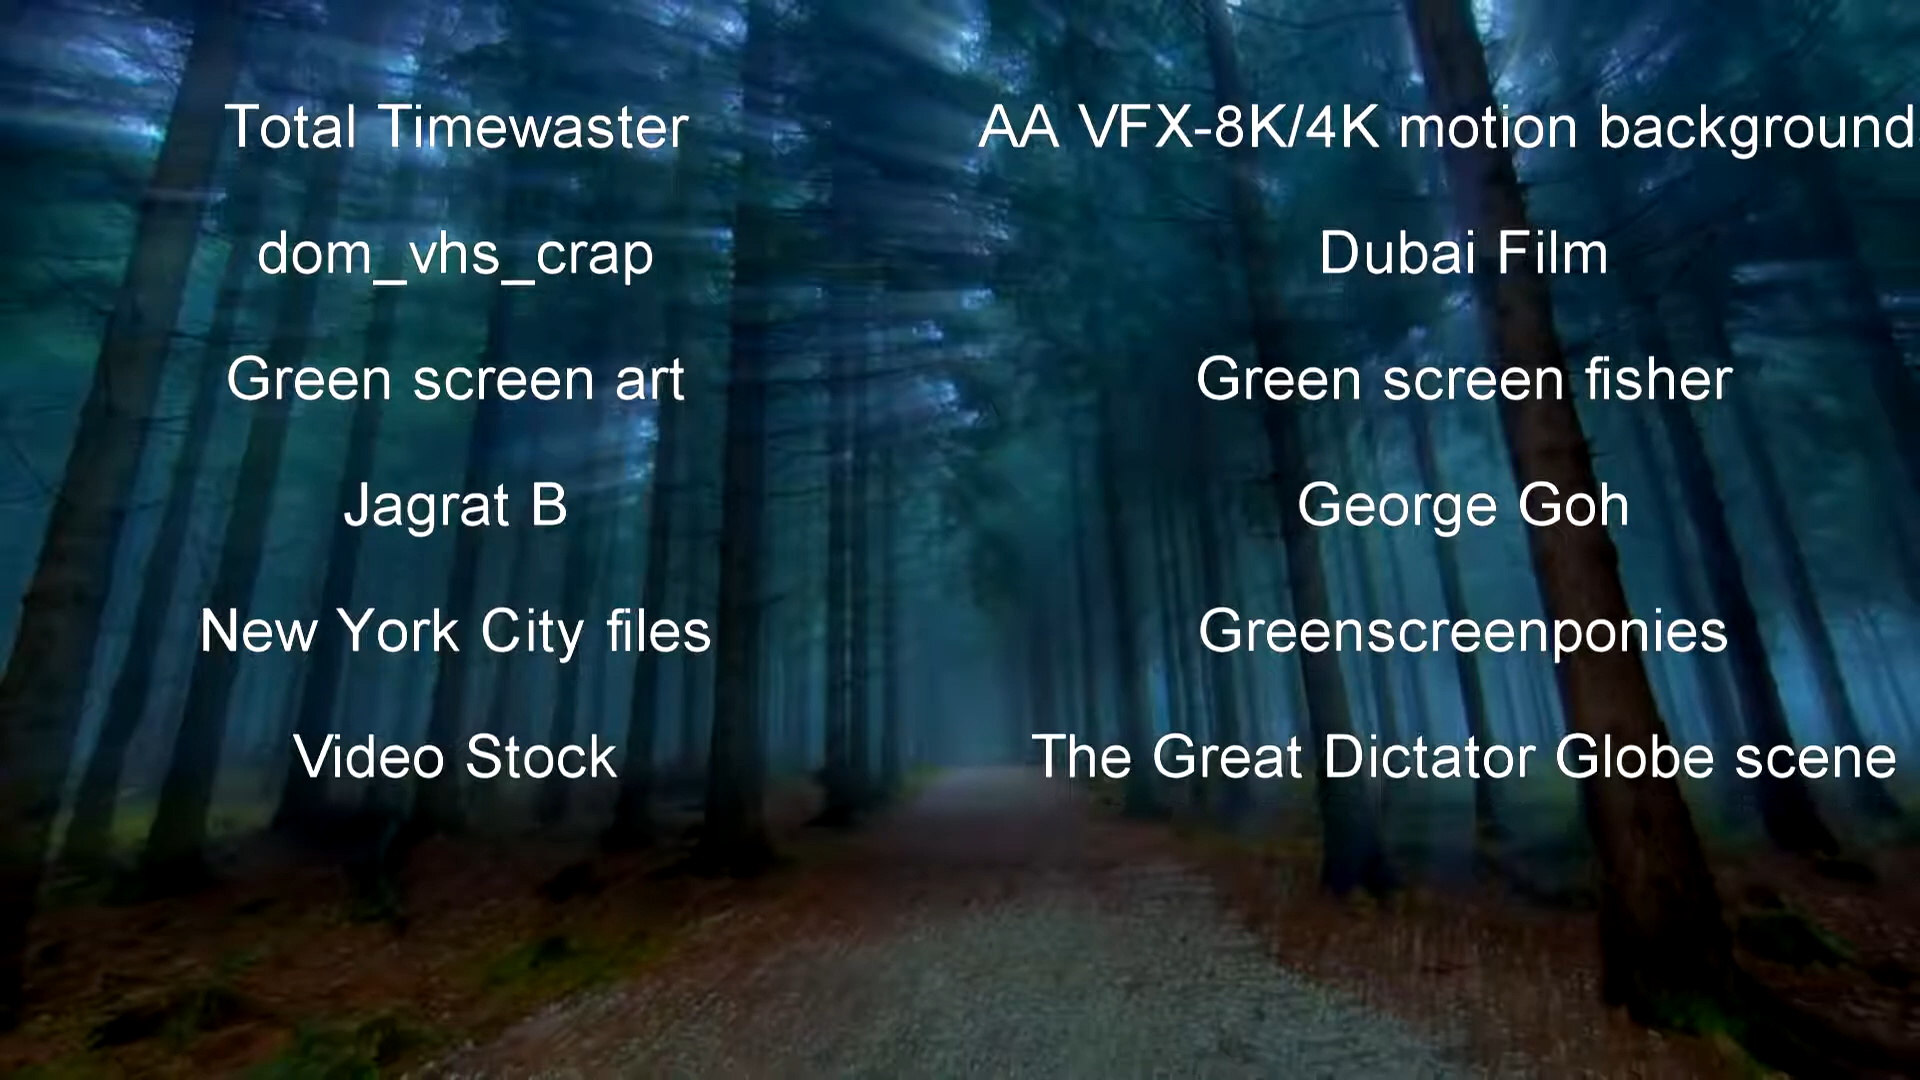 Total Timewaster
AA VFX-8K/4K motion background
dom_vhs_crap
Dubai Film
Green screen art
Green screen fisher
Jagrat B
George Goh
New York City files
Greenscreenponies
Video Stock
The Great Dictator Globe scene